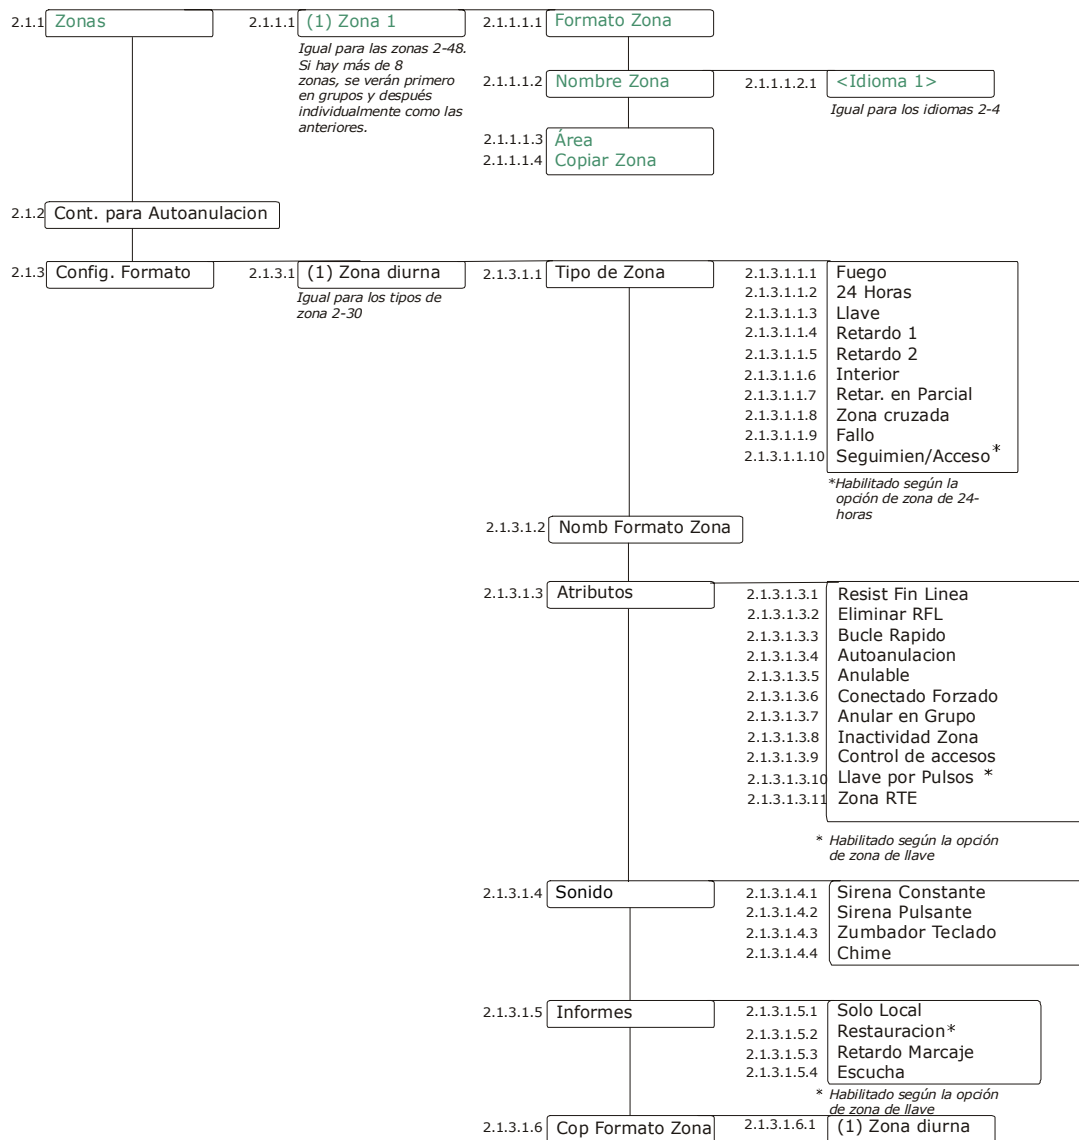 2.1.1 Zonas 2.1.1.1 (1) Zona 1 2.1.1.1.1 Formato Zona
Igual para las zonas 2-48.
Si hay más de 8
zonas, se verán primero
en grupos y después
individualmente como las
anteriores.
2.1.1.1.2 Nombre Zona 2.1.1.1.2.1 <Idioma 1>
Igual para los idiomas 2-4
2.1.1.1.3 Área
2.1.1.1.4 Copiar Zona
2.1.2 Cont. para Autoanulacion
2.1.3 Config. Formato 2.1.3.1 (1) Zona diurna 2.1.3.1.1 Tipo de Zona
Igual para los tipos de
zona 2-30
2.1.3.1.1.1 Fuego
2.1.3.1.1.2 24 Horas
2.1.3.1.1.3 Llave
2.1.3.1.1.4 Retardo 1
2.1.3.1.1.5 Retardo 2
2.1.3.1.1.6 Interior
2.1.3.1.1.7 Retar. en Parcial
2.1.3.1.1.8 Zona cruzada
2.1.3.1.1.9 Fallo
2.1.3.1.1.10 Seguimien/Acceso*
*Habilitado según la
opción de zona de 24-
horas
2.1.3.1.2 Nomb Formato Zona
2.1.3.1.3 Atributos
2.1.3.1.3.1 Resist Fin Linea
2.1.3.1.3.2 Eliminar RFL
2.1.3.1.3.3 Bucle Rapido
2.1.3.1.3.4 Autoanulacion
2.1.3.1.3.5 Anulable
2.1.3.1.3.6 Conectado Forzado
2.1.3.1.3.7 Anular en Grupo
2.1.3.1.3.8 Inactividad Zona
2.1.3.1.3.9 Control de accesos
2.1.3.1.3.10 Llave por Pulsos *
2.1.3.1.3.11 Zona RTE
* Habilitado según la opción
de zona de llave
2.1.3.1.4 Sonido
2.1.3.1.4.1 Sirena Constante
2.1.3.1.4.2 Sirena Pulsante
2.1.3.1.4.3 Zumbador Teclado
2.1.3.1.4.4 Chime
2.1.3.1.5 Informes
2.1.3.1.5.1 Solo Local
2.1.3.1.5.2 Restauracion*
2.1.3.1.5.3 Retardo Marcaje
2.1.3.1.5.4 Escucha
* Habilitado según la opción
de zona de llave
2.1.3.1.6 Cop Formato Zona 2.1.3.1.6.1 (1) Zona diurna